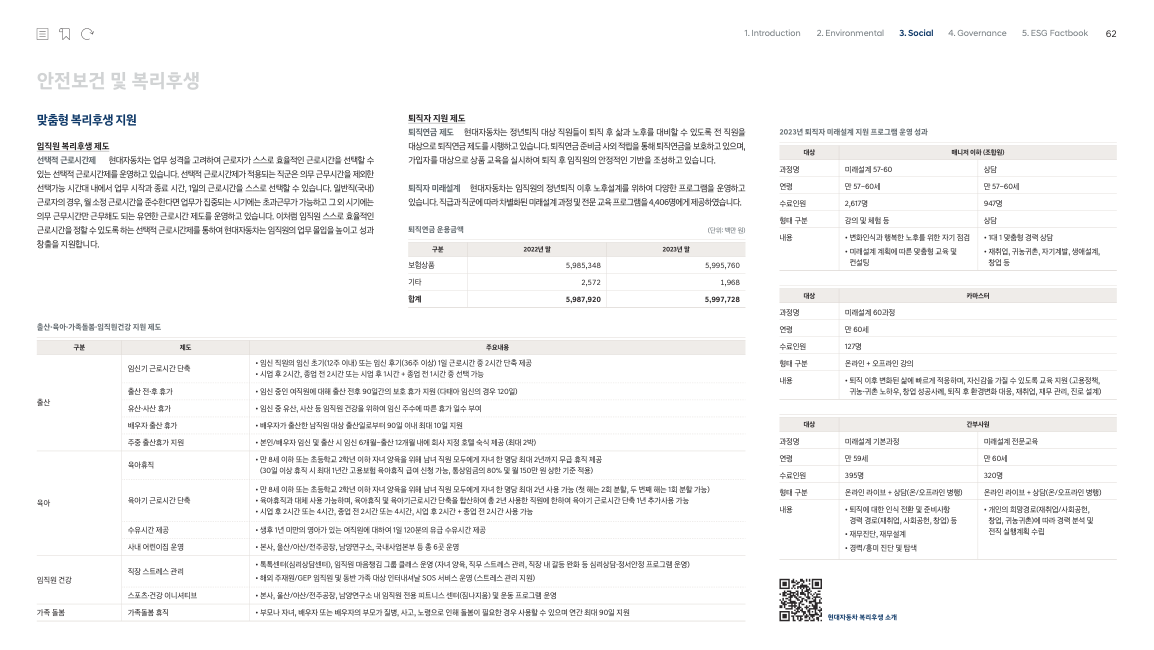 1. Introduction 2. Environmental 3. Social 4. Governance 5. ESG Factbook 62
안전보건 및 복리후생
맞춤형 복리후생 지원
임직원 복리후생 제도
선택적 근로시간제 현대자동차는 업무 성격을 고려하여 근로자가 스스로 효율적인 근로시간을 선택할 수
있는 선택적 근로시간제를 운영하고 있습니다. 선택적 근로시간제가 적용되는 직군은 의무 근무시간을 제외한
선택가능 시간대 내에서 업무 시작과 종료 시간, 1일의 근로시간을 스스로 선택할 수 있습니다. 일반직(국내)
근로자의 경우, 월 소정 근로시간을 준수한다면 업무가 집중되는 시기에는 초과근무가 가능하고 그 외 시기에는
의무 근무시간만 근무해도 되는 유연한 근로시간 제도를 운영하고 있습니다. 이처럼 임직원 스스로 효율적인
근로시간을 정할 수 있도록 하는 선택적 근로시간제를 통하여 현대자동차는 임직원의 업무 몰입을 높이고 성과
창출을 지원합니다.
퇴직자 지원 제도
퇴직연금 제도 현대자동차는 정년퇴직 대상 직원들이 퇴직 후 삶과 노후를 대비할 수 있도록 전 직원을
대상으로 퇴직연금 제도를 시행하고 있습니다. 퇴직연금 준비금 사외 적립을 통해 퇴직연금을 보호하고 있으며,
가입자를 대상으로 상품 교육을 실시하여 퇴직 후 임직원의 안정적인 기반을 조성하고 있습니다.
퇴직자 미래설계 현대자동차는 임직원의 정년퇴직 이후 노후설계를 위하여 다양한 프로그램을 운영하고
있습니다. 직급과 직군에 따라 차별화된 미래설계 과정 및 전문 교육 프로그램을 4,406명에게 제공하였습니다.
퇴직연금 운용금액 (단위: 백만 원)
구분 2022년 말 2023년 말
보험상품 5,985,348 5,995,760
기타 2,572 1,968
합계 5,987,920 5,997,728
출산·육아·가족돌봄·임직원건강 지원 제도
구분 제도 주요내용
출산
임신기 근로시간 단축
• 임신 직원의 임신 초기(12주 이내) 또는 임신 후기(36주 이상) 1일 근로시간 중 2시간 단축 제공
• 시업 후 2시간, 종업 전 2시간 또는 시업 후 1시간 + 종업 전 1시간 중 선택 가능
출산 전·후 휴가 • 임신 중인 여직원에 대해 출산 전후 90일간의 보호 휴가 지원 (다태아 임신의 경우 120일)
유산·사산 휴가 • 임신 중 유산, 사산 등 임직원 건강을 위하여 임신 주수에 따른 휴가 일수 부여
배우자 출산 휴가 • 배우자가 출산한 남직원 대상 출산일로부터 90일 이내 최대 10일 지원
주중 출산휴가 지원 • 본인/배우자 임신 및 출산 시 임신 6개월~출산 12개월 내에 회사 지정 호텔 숙식 제공 (최대 2박)
육아
육아휴직
• 만 8세 이하 또는 초등학교 2학년 이하 자녀 양육을 위해 남녀 직원 모두에게 자녀 한 명당 최대 2년까지 무급 휴직 제공
(30일 이상 휴직 시 최대 1년간 고용보험 육아휴직 급여 신청 가능, 통상임금의 80% 및 월 150만 원 상한 기준 적용)
육아기 근로시간 단축
• 만 8세 이하 또는 초등학교 2학년 이하 자녀 양육을 위해 남녀 직원 모두에게 자녀 한 명당 최대 2년 사용 가능 (첫 해는 2회 분할, 두 번째 해는 1회 분할 가능)
• 육아휴직과 대체 사용 가능하며, 육아휴직 및 육아기근로시간 단축을 합산하여 총 2년 사용한 직원에 한하여 육아기 근로시간 단축 1년 추가사용 가능
• 시업 후 2시간 또는 4시간, 종업 전 2시간 또는 4시간, 시업 후 2시간 + 종업 전 2시간 사용 가능
수유시간 제공 • 생후 1년 미만의 영아가 있는 여직원에 대하여 1일 120분의 유급 수유시간 제공
사내 어린이집 운영 • 본사, 울산/아산/전주공장, 남양연구소, 국내사업본부 등 총 6곳 운영
임직원 건강
직장 스트레스 관리
• 톡톡센터(심리상담센터), 임직원 마음챙김 그룹 클래스 운영 (자녀 양육, 직무 스트레스 관리, 직장 내 갈등 완화 등 심리상담·정서안정 프로그램 운영)
• 해외 주재원/GEP 임직원 및 동반 가족 대상 인터내셔날 SOS 서비스 운영 (스트레스 관리 지원)
스포츠·건강 이니셔티브 • 본사, 울산/아산/전주공장, 남양연구소 내 임직원 전용 피트니스 센터(짐나지움) 및 운동 프로그램 운영
가족 돌봄 가족돌봄 휴직 • 부모나 자녀, 배우자 또는 배우자의 부모가 질병, 사고, 노령으로 인해 돌봄이 필요한 경우 사용할 수 있으며 연간 최대 90일 지원
2023년 퇴직자 미래설계 지원 프로그램 운영 성과
대상 매니저 이하 (조합원)
과정명 미래설계 57-60 상담
연령 만 57~60세 만 57~60세
수료인원 2,617명 947명
형태 구분 강의 및 체험 등 상담
내용 • 변화인식과 행복한 노후를 위한 자기 점검 • 1대 1 맞춤형 경력 상담
• 미래설계 계획에 따른 맞춤형 교육 및 • 재취업, 귀농귀촌, 자기계발, 생애설계,
컨설팅 창업 등
대상 카마스터
과정명 미래설계 60과정
연령 만 60세
수료인원 127명
형태 구분 온라인 + 오프라인 강의
내용 • 퇴직 이후 변화된 삶에 빠르게 적응하며, 자신감을 가질 수 있도록 교육 지원 (고용정책,
귀농·귀촌 노하우, 창업 성공사례, 퇴직 후 환경변화 대응, 재취업, 재무 관리, 진로 설계)
대상 간부사원
과정명 미래설계 기본과정 미래설계 전문교육
연령 만 59세 만 60세
수료인원 395명 320명
형태 구분 온라인 라이브 + 상담(온/오프라인 병행) 온라인 라이브 + 상담(온/오프라인 병행)
내용 • 퇴직에 대한 인식 전환 및 준비사항 • 개인의 희망경로(재취업/사회공헌,
경력 경로(재취업, 사회공헌, 창업) 등 창업, 귀농귀촌)에 따라 경력 분석 및
• 재무진단, 재무설계 전직 실행계획 수립
• 경력/흥미 진단 및 탐색
현대자동차 복리후생 소개